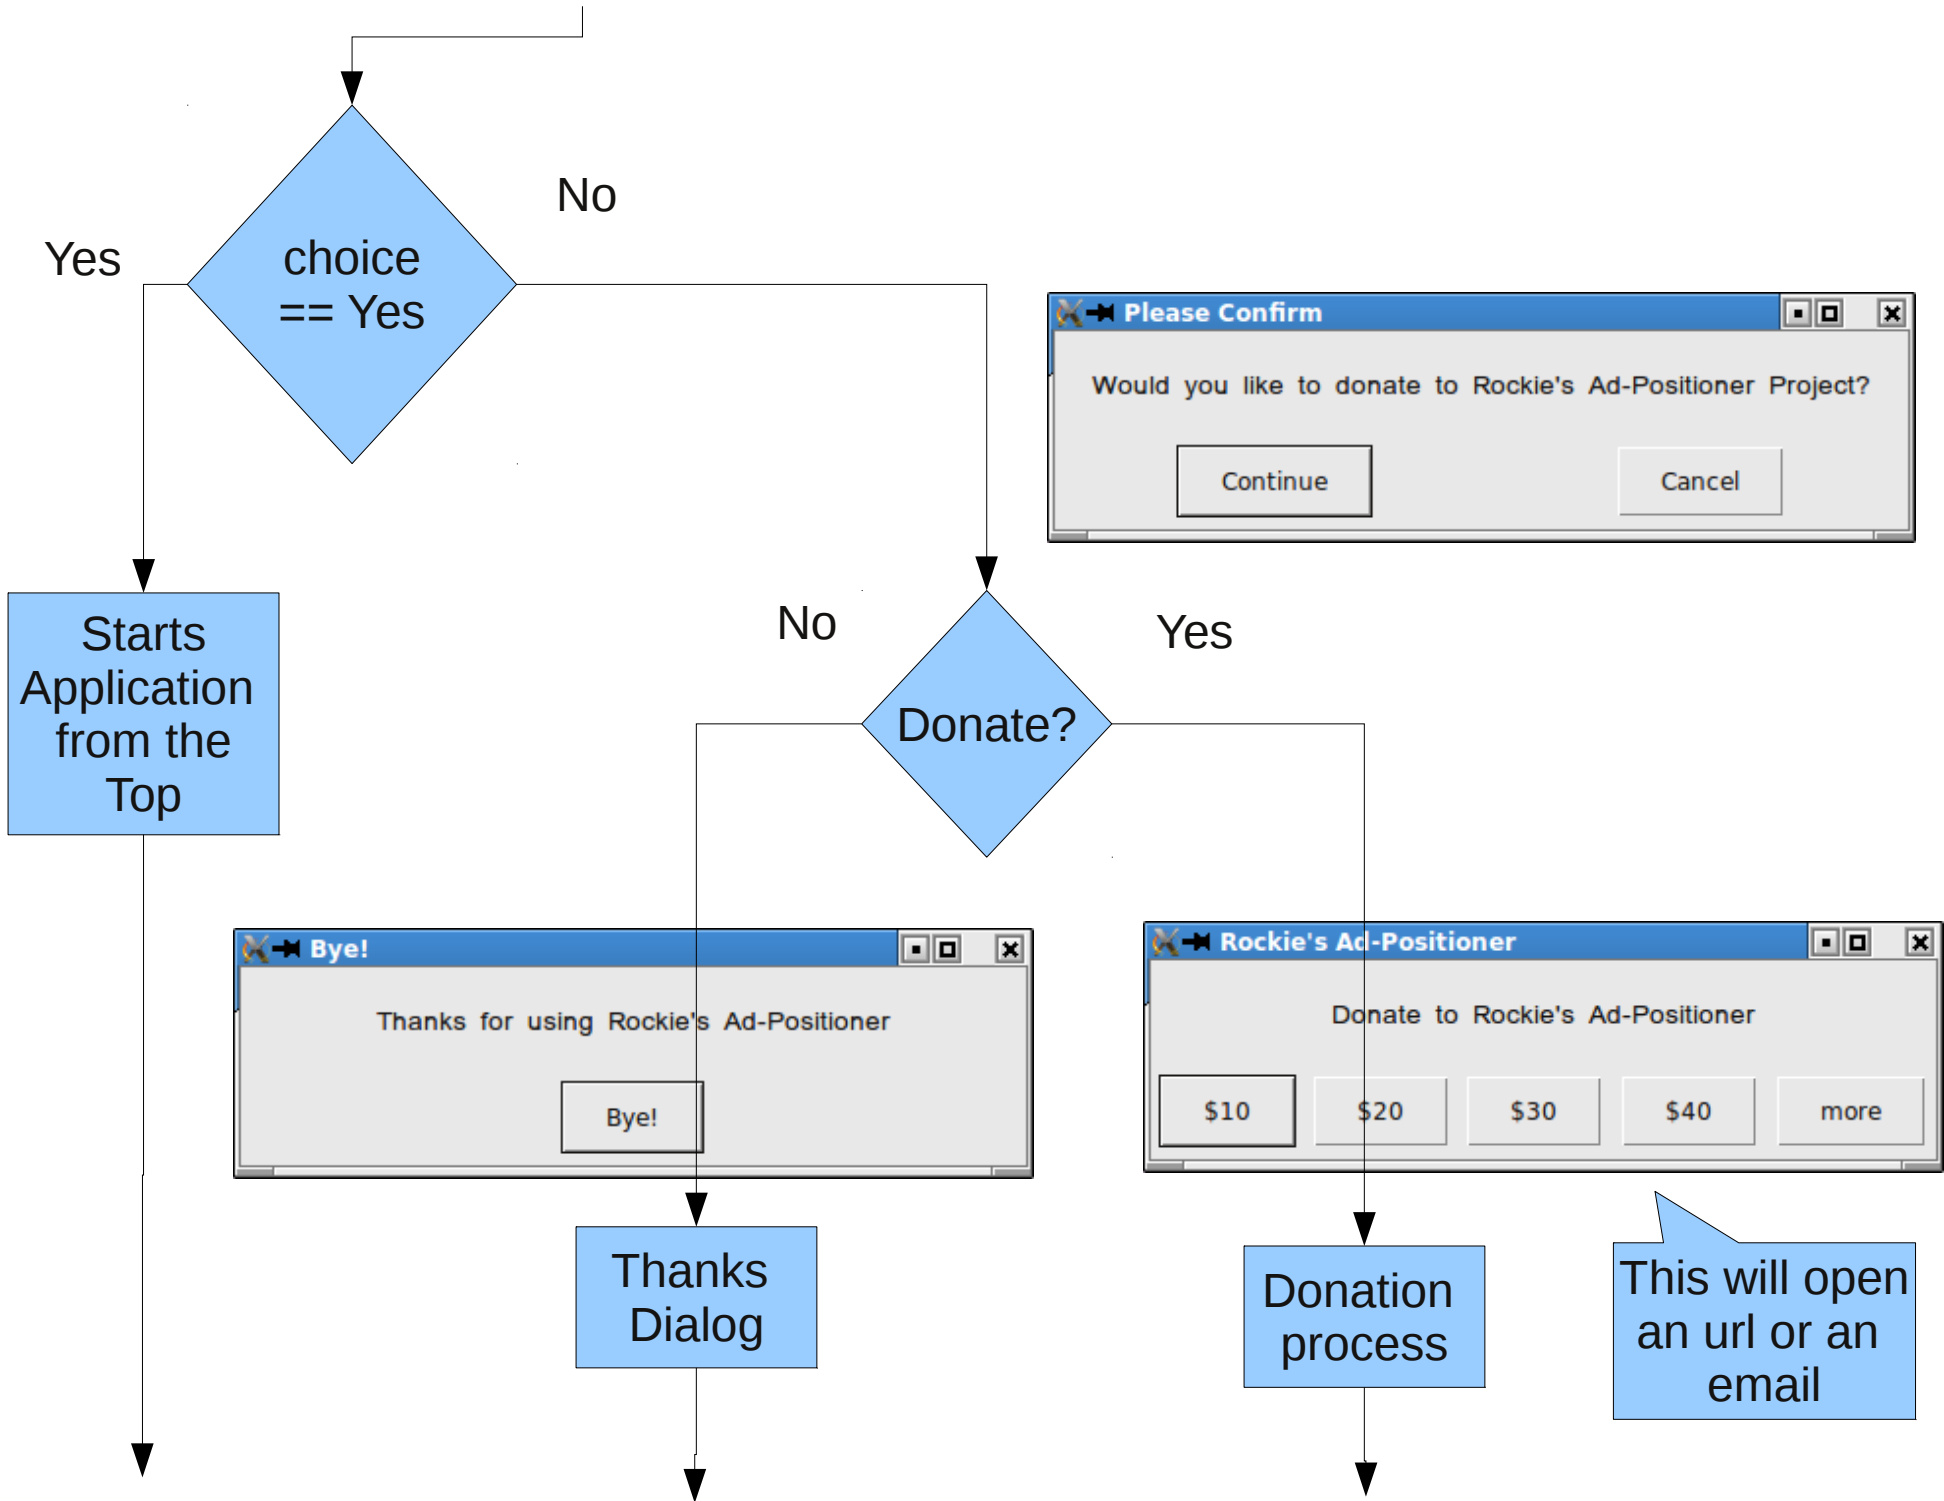 No
Yes
choice
== Yes
Please Confirm
Would you like to donate to Rockie's Ad-Positioner Project?
Continue
Cancel
Starts
Application
from the
Top
No
Yes
Donate?
Bye!
Thanks for using Rockie's Ad-Positioner
Bye!
Rockie's Ad-Positioner
Donate to Rockie's Ad-Positioner
$10
$20
$30
$40
more
Thanks
Dialog
Donation
process
This will open
an url or an
email